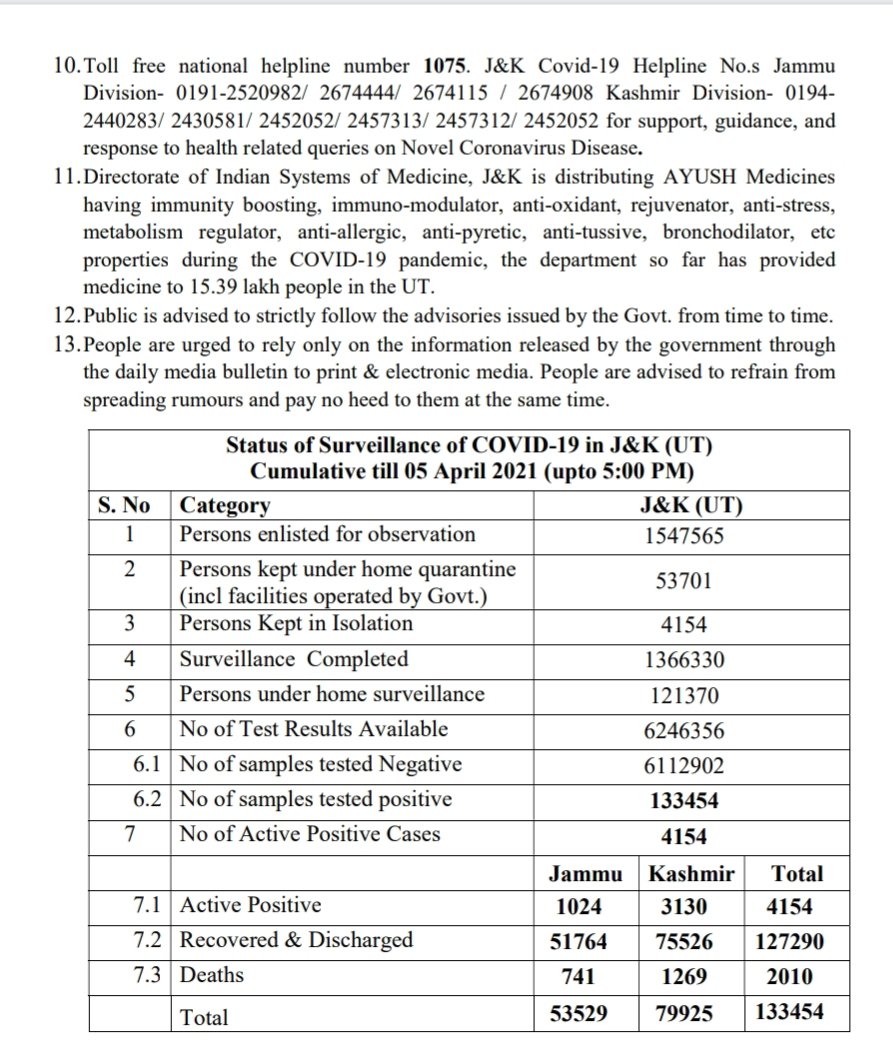 10. Toll free national helpline number 1075. J&K Covid-19 Helpline No.s Jammu
Division- 0191-2520982/ 2674444/ 2674115 / 2674908 Kashmir Division- 0194-
2440283/ 2430581/ 2452052/ 2457313/ 2457312/ 2452052 for support, guidance, and
response to health related queries on Novel Coronavirus Disease.
11. Directorate of Indian Systems of Medicine, J&K is distributing AYUSH Medicines
having immunity boosting, immuno-modulator, anti-oxidant, rejuvenator, anti-stress,
metabolism regulator, anti-allergic, anti-pyretic, anti-tussive, bronchodilator, etc
properties during the COVID-19 pandemic, the department so far has provided
medicine to 15.39 lakh people in the UT.
12. Public is advised to strictly follow the advisories issued by the Govt. from time to time.
13. People are urged to rely only on the information released by the government through
the daily media bulletin to print & electronic media. People are advised to refrain from
spreading rumours and pay no heed to them at the same time.
Status of Surveillance of COVID-19 in J&K (UT)
Cumulative till 05 April 2021 (upto 5:00 PM)
S. No Category J&K (UT)
1 Persons enlisted for observation 1547565
2 Persons kept under home quarantine
(incl facilities operated by Govt.) 53701
3 Persons Kept in Isolation 4154
4 Surveillance Completed 1366330
5 Persons under home surveillance 121370
6 No of Test Results Available 6246356
6.1 No of samples tested Negative 6112902
6.2 No of samples tested positive 133454
7 No of Active Positive Cases 4154
Jammu Kashmir Total
7.1 Active Positive 1024 3130 4154
7.2 Recovered & Discharged 51764 75526 127290
7.3 Deaths 741 1269 2010
Total 53529 79925 133454